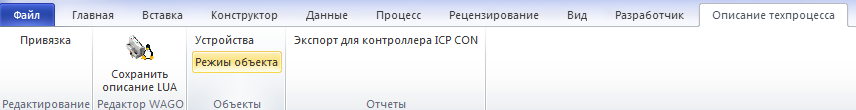 Файл Главная Вставка Конструктор Данные Процесс Рецензирование Вид Разработчик Описание техпроцесса
Привязка
Редактирование
Сохранить
описание LUA
Редактор WAGO
Устройства
Режиы объекта
Объекты
Экспорт для контроллера ICP CON
Отчеты